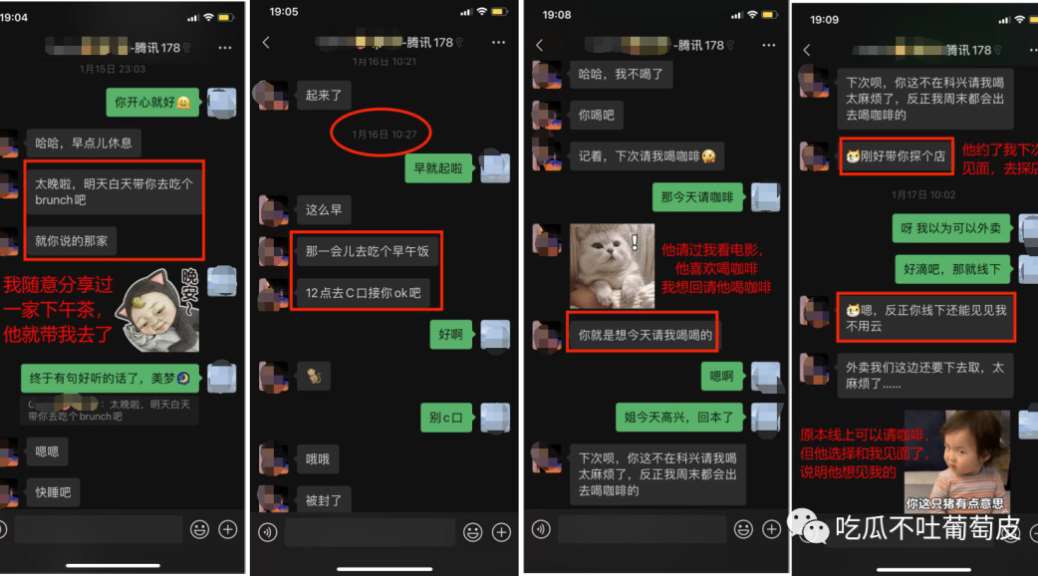 19:04
-腾讯178
1月15日 23:03
你开心就好
哈哈，早点儿休息
太晚啦，明天白天带你去吃个
brunch吧
就你说的那家
我随意分享过
一家下午茶，
他就带我去了
晚安~
终于有句好听的话了，美梦
：太晚啦，明天白天
带你去吃个brunch吧
嗯嗯
快睡吧
19:05
-腾讯178
1月16日 10:21
起来了
1月16日 10:27
早就起啦
这么早
那一会儿去吃个早午饭
12点去C口接你ok吧
好啊
别c口
哦哦
被封了
19:08
-腾讯178
哈哈，我不喝了
你喝吧
记着，下次请我喝咖啡
那今天请咖啡
!
他请过我看电影，
他喜欢喝咖啡
我想回请他喝咖啡
你就是想今天请我喝喝的
嗯啊
姐今天高兴，回本了
下次呗，你这不在科兴请我喝
太麻烦了，反正我周末都会出
去喝咖啡的
19:09
腾讯178
下次呗，你这不在科兴请我喝
太麻烦了，反正我周末都会出
去喝咖啡的
刚好带你探个店
他约了我下次
见面，去探店
1月17日 10:02
呀 我以为可以外卖
好滴吧，那就线下
嗯，反正你线下还能见见我
不用云
外卖我们这边还要下去取，太
麻烦了……
原本线上可以请咖啡，
但他选择和我见面了，
说明他想见我的
你这只猪有点意思
吃瓜不吐葡萄皮